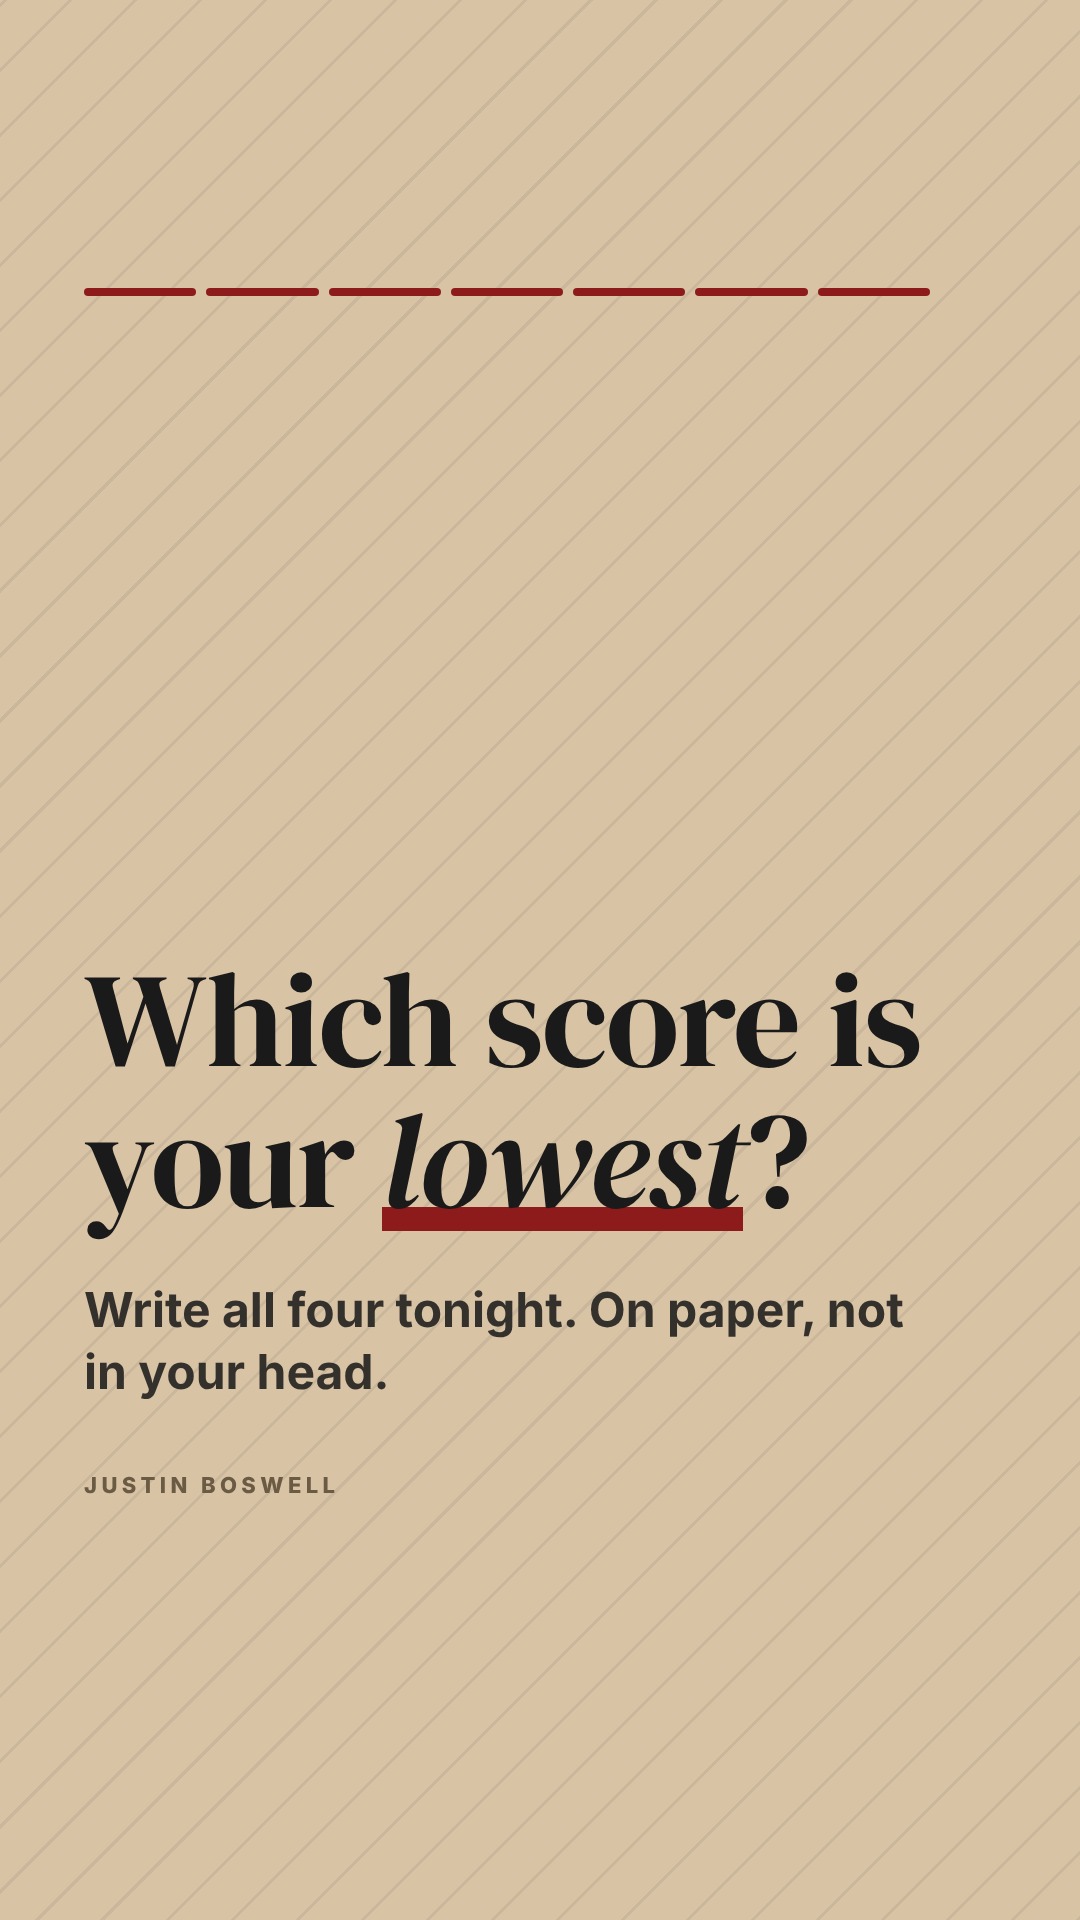 Which score is
your lowest?
Write all four tonight. On paper, not
in your head.
JUSTIN BOSWELL